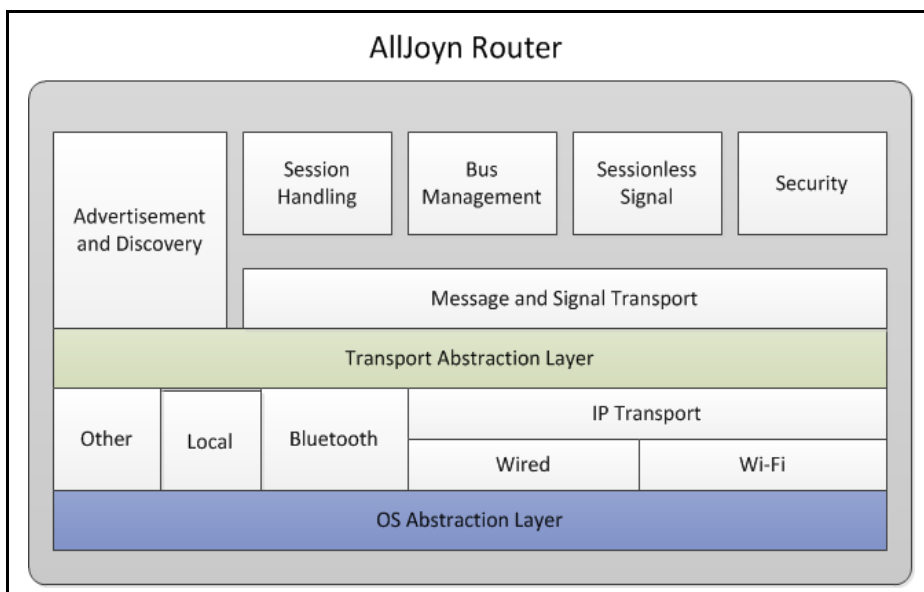 AllJoyn Router
Advertisement
and Discovery
Session
Handling
Bus
Management
Sessionless
Signal
Security
Message and Signal Transport
Transport Abstraction Layer
Other
Local
Bluetooth
IP Transport
Wired
Wi-Fi
OS Abstraction Layer